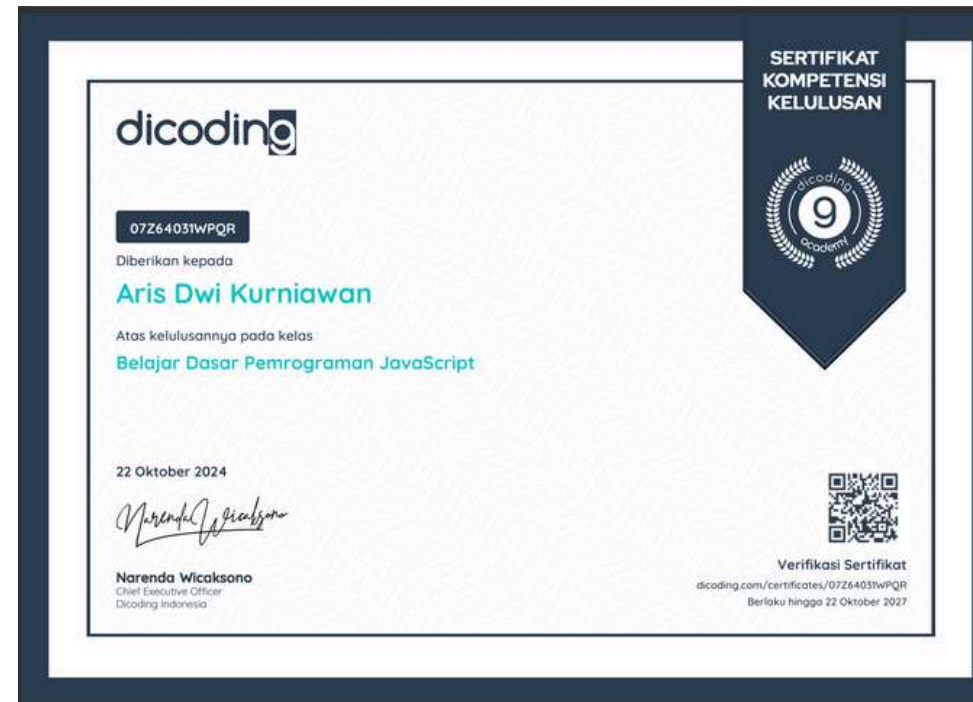 SERTIFIKAT
KOMPETENSI
KELULUSAN
dicoding
dicoding
9
academy
07Z64031WPQR
Diberikan kepada
Aris Dwi Kurniawan
Atas kelulusannya pada kelas
Belajar Dasar Pemrograman JavaScript
22 Oktober 2024
Narenda Wicaksono
Narenda Wicaksono
Chief Executive Officer
Dicoding Indonesia
Verifikasi Sertifikat
dicoding.com/certificates/07Z64031WPQR
Berlaku hingga 22 Oktober 2027